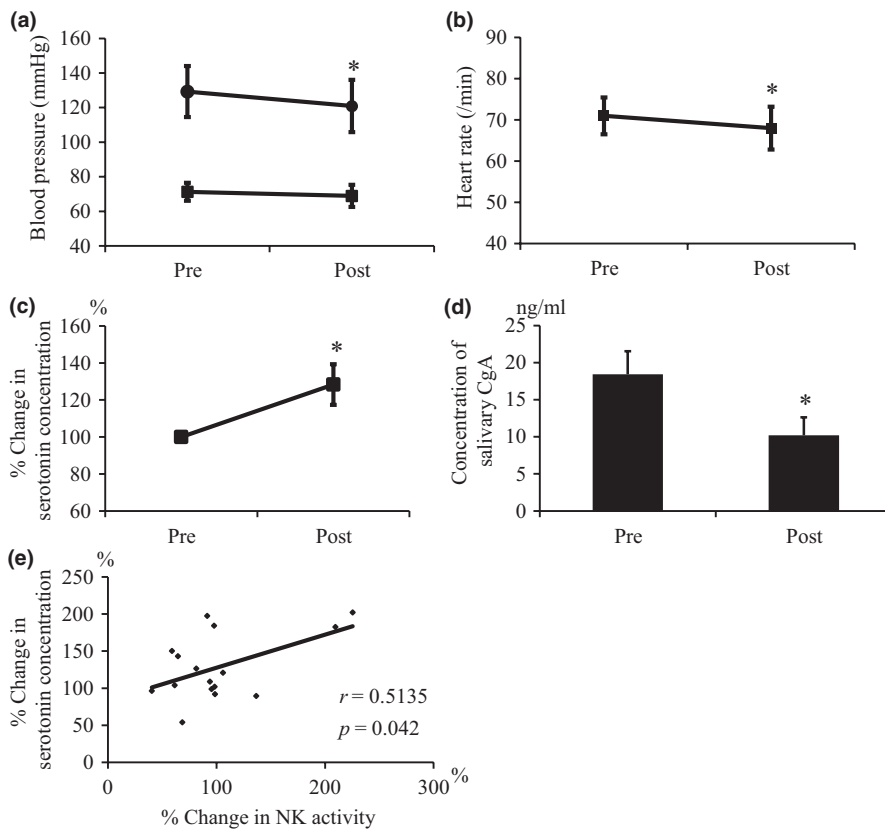 (a)
Blood pressure (mmHg)
160
140
120
100
80
60
40
*
Pre
Post
(b)
Heart rate (/min)
90
80
70
60
50
40
*
Pre
Post
(c)
%
% Change in
serotonin concentration
160
140
120
100
80
60
*
Pre
Post
(d)
ng/ml
Concentration of
salivary CgA
25
20
15
10
5
0
*
Pre
Post
(e)
%
% Change in
serotonin concentration
250
200
150
100
50
0
r = 0.5135
p = 0.042
0
100
200
300
%
% Change in NK activity